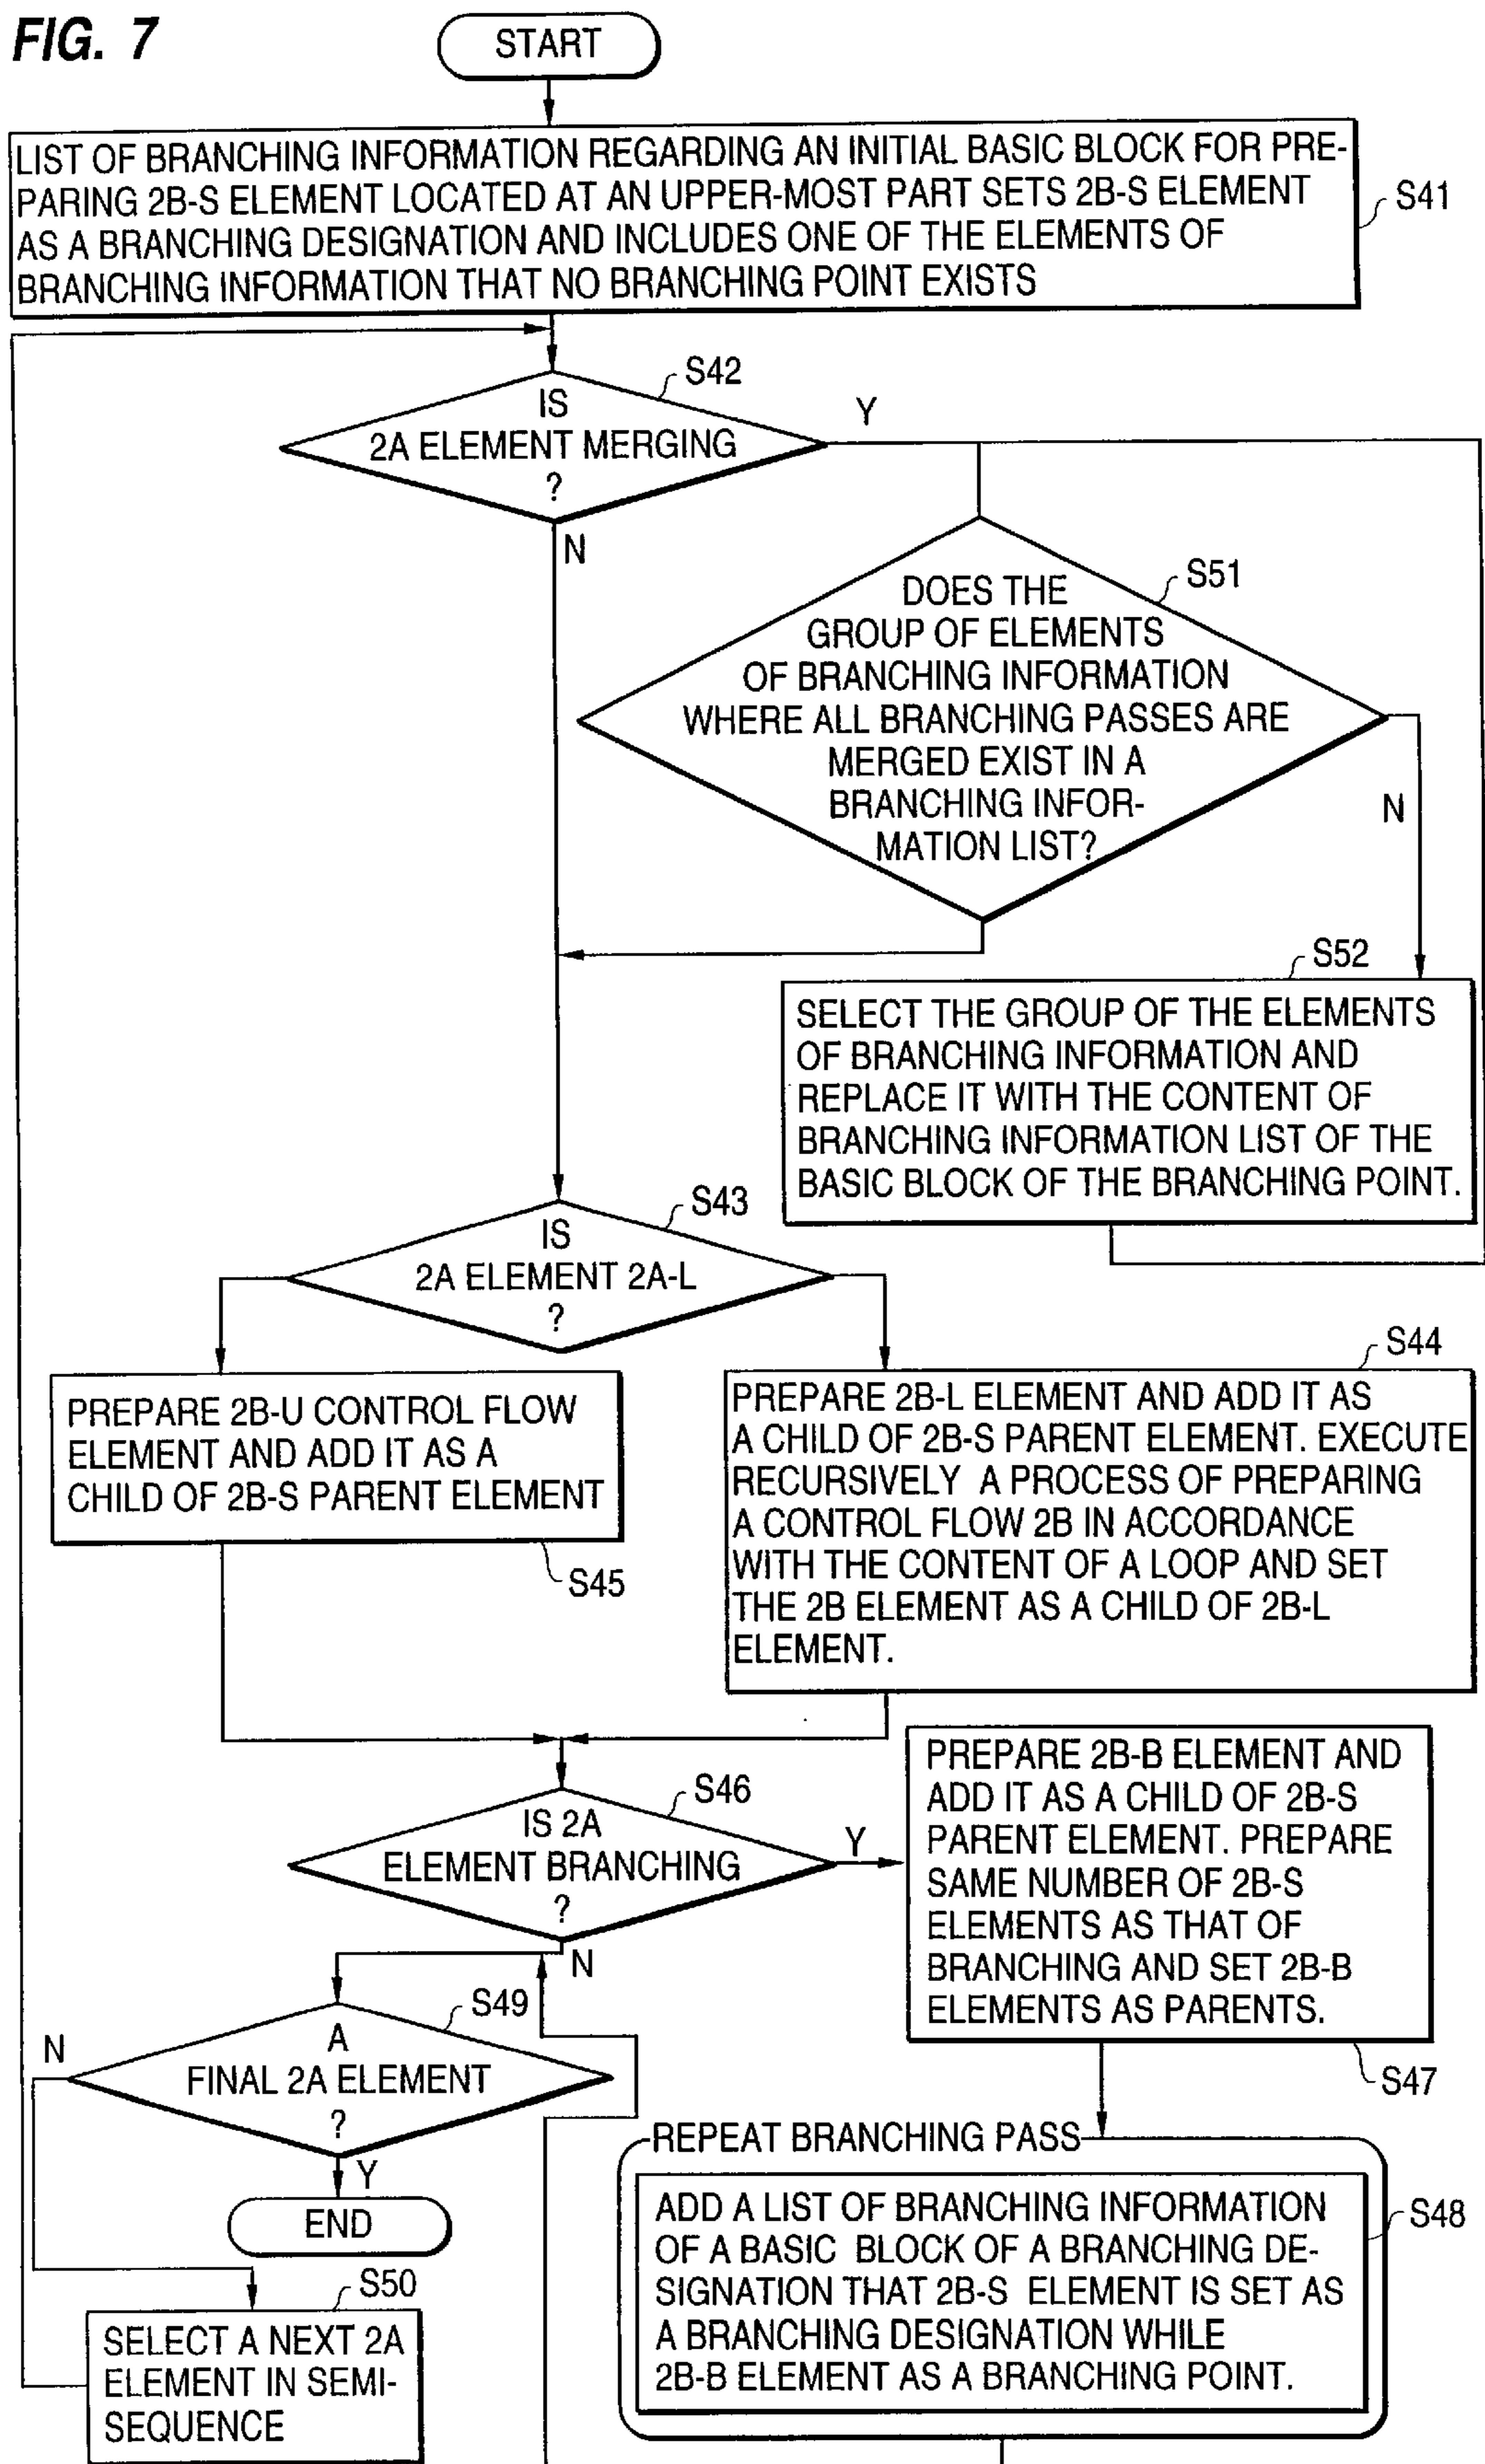 FIG. 7
START
LIST OF BRANCHING INFORMATION REGARDING AN INITIAL BASIC BLOCK FOR PRE-
PARING 2B-S ELEMENT LOCATED AT AN UPPER-MOST PART SETS 2B-S ELEMENT
AS A BRANCHING DESIGNATION AND INCLUDES ONE OF THE ELEMENTS OF
BRANCHING INFORMATION THAT NO BRANCHING POINT EXISTS
S41
S42
IS
2A ELEMENT MERGING
?
Y
N
S51
DOES THE
GROUP OF ELEMENTS
OF BRANCHING INFORMATION
WHERE ALL BRANCHING PASSES ARE
MERGED EXIST IN A
BRANCHING INFOR-
MATION LIST?
N
S52
SELECT THE GROUP OF THE ELEMENTS
OF BRANCHING INFORMATION AND
REPLACE IT WITH THE CONTENT OF
BRANCHING INFORMATION LIST OF THE
BASIC BLOCK OF THE BRANCHING POINT.
S43
IS
2A ELEMENT 2A-L
?
S44
PREPARE 2B-L ELEMENT AND ADD IT AS
A CHILD OF 2B-S PARENT ELEMENT. EXECUTE
RECURSIVELY A PROCESS OF PREPARING
A CONTROL FLOW 2B IN ACCORDANCE
WITH THE CONTENT OF A LOOP AND SET
THE 2B ELEMENT AS A CHILD OF 2B-L
ELEMENT.
PREPARE 2B-U CONTROL FLOW
ELEMENT AND ADD IT AS A
CHILD OF 2B-S PARENT ELEMENT
S45
S46
IS 2A
ELEMENT BRANCHING
?
Y
N
PREPARE 2B-B ELEMENT AND
ADD IT AS A CHILD OF 2B-S
PARENT ELEMENT. PREPARE
SAME NUMBER OF 2B-S
ELEMENTS AS THAT OF
BRANCHING AND SET 2B-B
ELEMENTS AS PARENTS.
S47
S49
A
FINAL 2A ELEMENT
?
N
Y
END
REPEAT BRANCHING PASS
ADD A LIST OF BRANCHING INFORMATION
OF A BASIC BLOCK OF A BRANCHING DE-
SIGNATION THAT 2B-S ELEMENT IS SET AS
A BRANCHING DESIGNATION WHILE
2B-B ELEMENT AS A BRANCHING POINT.
S48
S50
SELECT A NEXT 2A
ELEMENT IN SEMI-
SEQUENCE